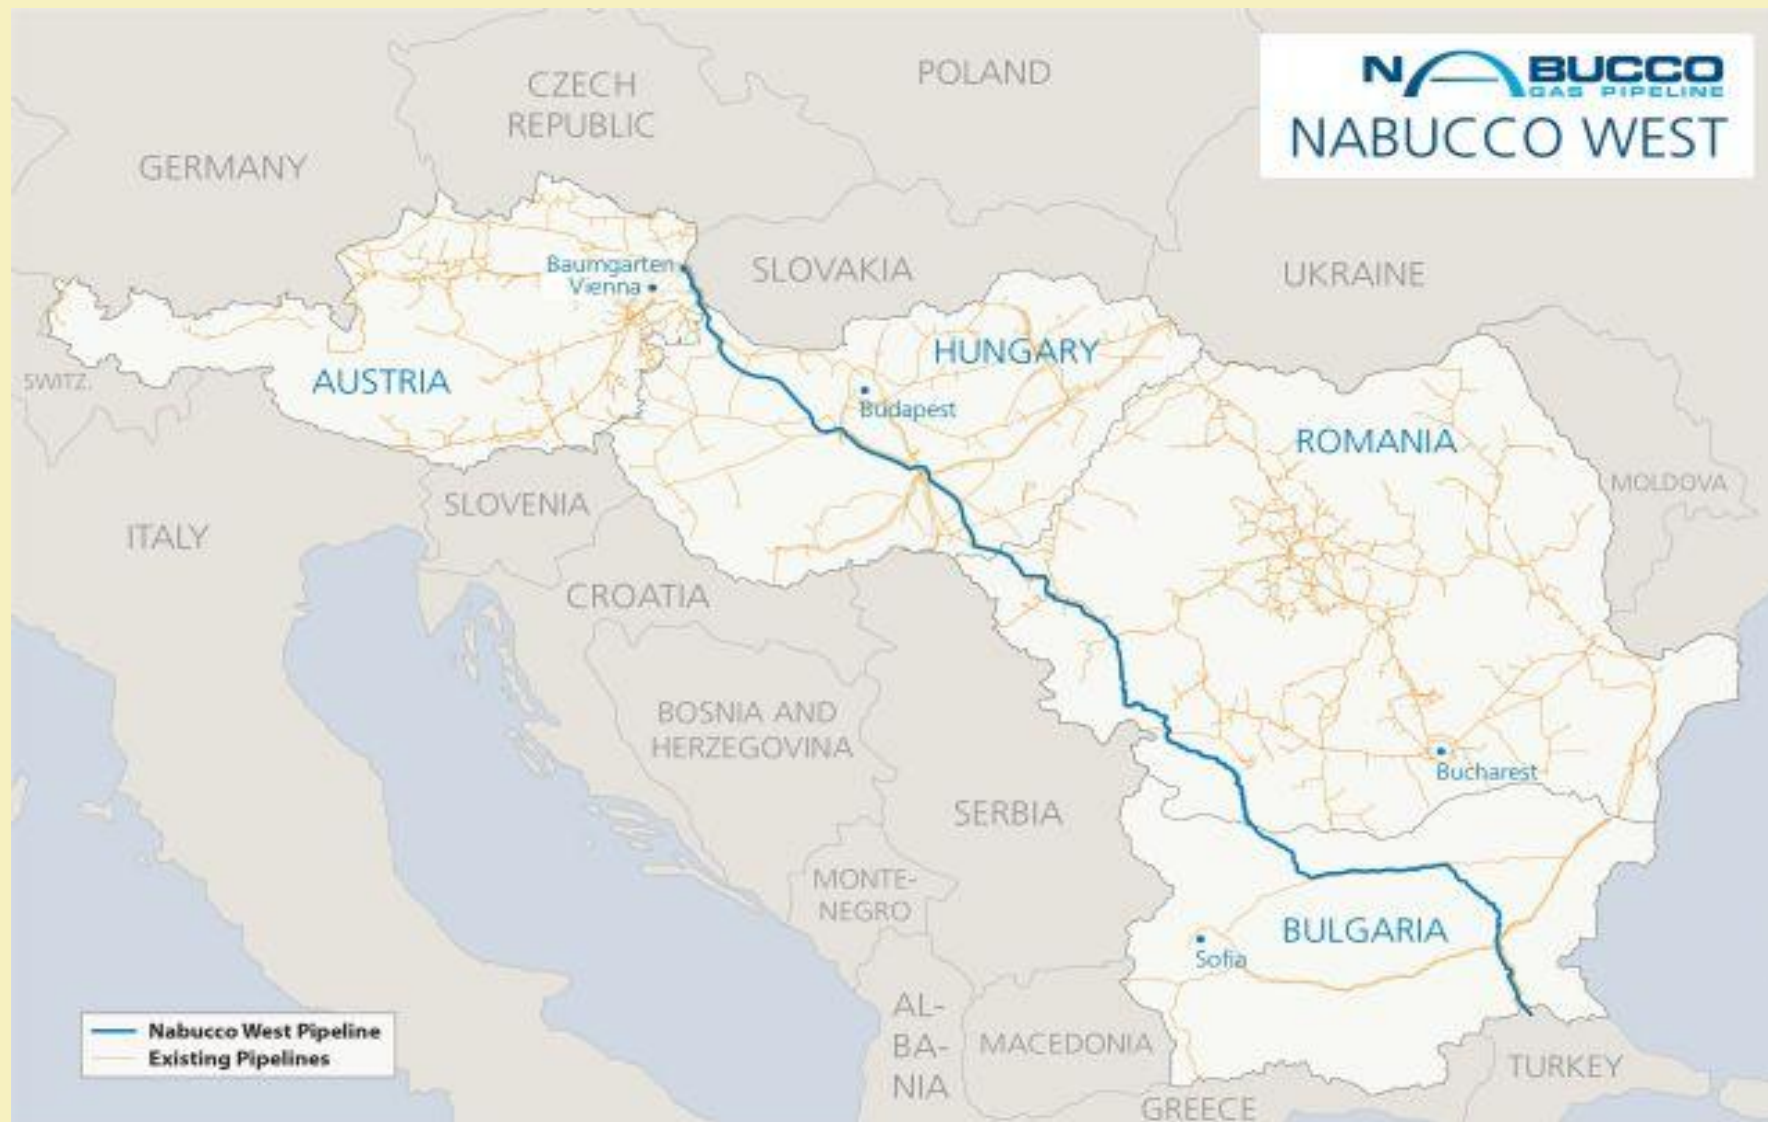 NABUCCO
GAS PIPELINE
NABUCCO WEST
POLAND
CZECH
REPUBLIC
GERMANY
Baumgarten
Vienna
SLOVAKIA
UKRAINE
HUNGARY
SWITZ.
AUSTRIA
Budapest
ROMANIA
MOLDOVA
SLOVENIA
ITALY
CROATIA
BOSNIA AND
HERZEGOVINA
Bucharest
SERBIA
MONTE-
NEGRO
BULGARIA
Sofia
AL-
BA-
NIA
MACEDONIA
TURKEY
GREECE
Nabucco West Pipeline
Existing Pipelines